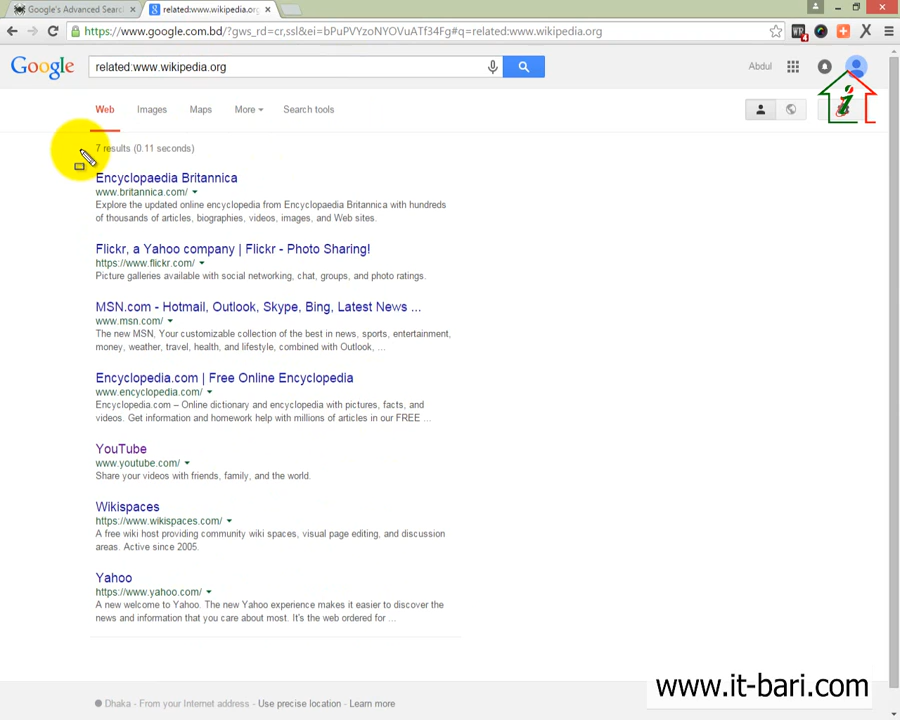 Google's Advanced Searc
related:www.wikipedia.org
https://www.google.com.bd/?gws_rd=cr,ssl&ei=bPuPVYzoNYOVuATf34Fg#q=related:www.wikipedia.org
Google
related:www.wikipedia.org
Abdul
Web Images Maps More Search tools
7 results (0.11 seconds)
Encyclopaedia Britannica
www.britannica.com/
Explore the updated online encyclopedia from Encyclopaedia Britannica with hundreds
of thousands of articles, biographies, videos, images, and Web sites.
Flickr, a Yahoo company | Flickr - Photo Sharing!
https://www.flickr.com/
Picture galleries available with social networking, chat, groups, and photo ratings.
MSN.com - Hotmail, Outlook, Skype, Bing, Latest News ...
www.msn.com/
The new MSN, Your customizable collection of the best in news, sports, entertainment,
money, weather, travel, health, and lifestyle, combined with Outlook, ...
Encyclopedia.com | Free Online Encyclopedia
www.encyclopedia.com/
Encyclopedia.com – Online dictionary and encyclopedia with pictures, facts, and
videos. Get information and homework help with millions of articles in our FREE ...
YouTube
www.youtube.com/
Share your videos with friends, family, and the world.
Wikispaces
https://www.wikispaces.com/
A free wiki host providing community wiki spaces, visual page editing, and discussion
areas. Active since 2005.
Yahoo
https://www.yahoo.com/
A new welcome to Yahoo. The new Yahoo experience makes it easier to discover the
news and information that you care about most. It's the web ordered for ...
www.it-bari.com
Dhaka - From your Internet address - Use precise location - Learn more